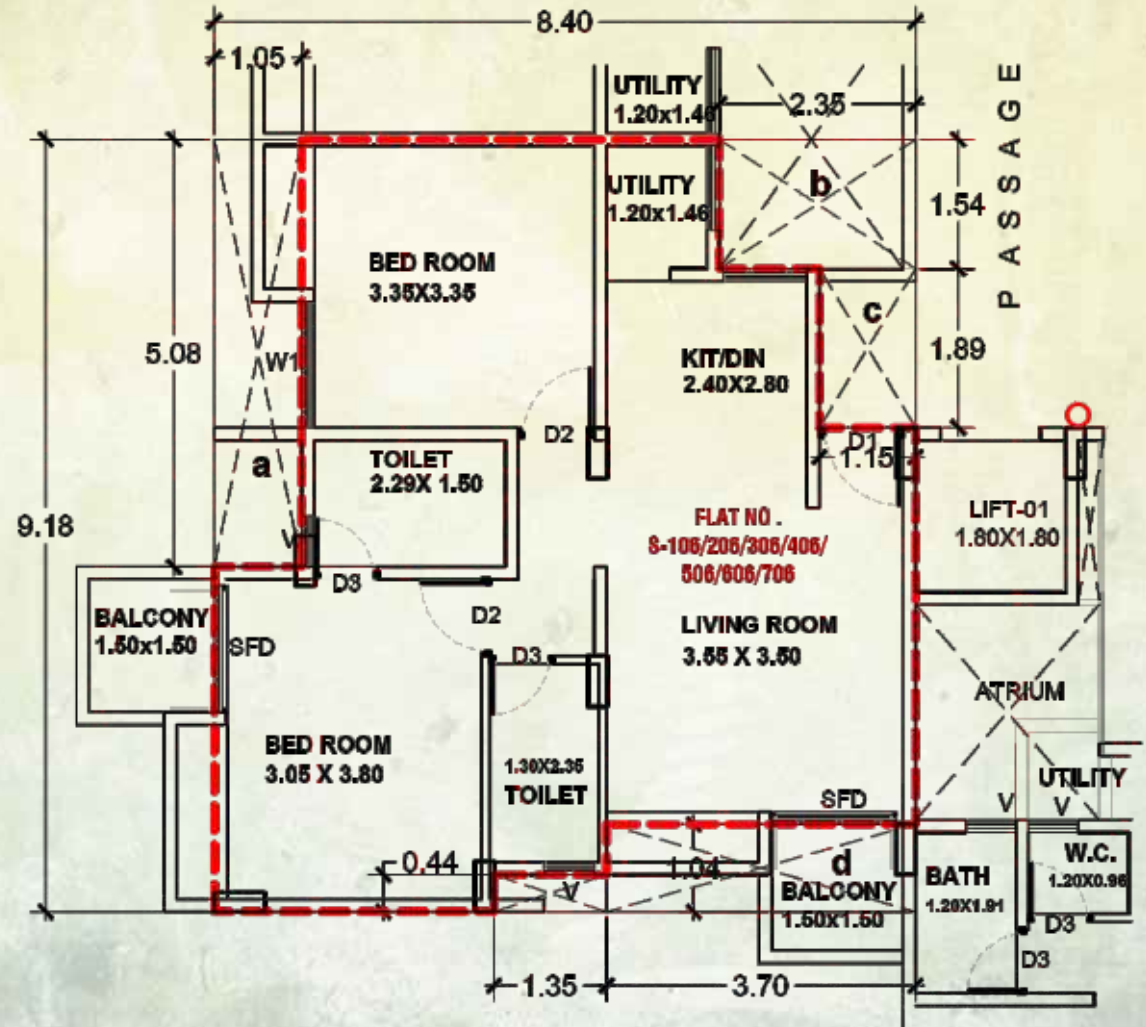 8.40
1.05
UTILITY
1.20x1.46
2.35
PASSAGE
UTILITY
1.20x1.46
b
1.54
BED ROOM
3.35X3.35
c
5.08
W1
KIT/DIN
2.40X2.80
1.89
D2
D1
1.15
a
TOILET
2.29X 1.50
9.18
FLAT NO .
S-106/206/306/406/
506/606/706
LIFT-01
1.80X1.80
V
D3
D2
BALCONY
1.50x1.50
SFD
LIVING ROOM
3.55 X 3.50
D3
ATRIUM
BED ROOM
3.05 X 3.80
1.30X2.35
TOILET
SFD
UTILITY
V
V
0.44
1.04
d
V
BALCONY
1.50x1.50
BATH
1.20X1.91
W.C.
1.20X0.96
D3
D3
1.35
3.70